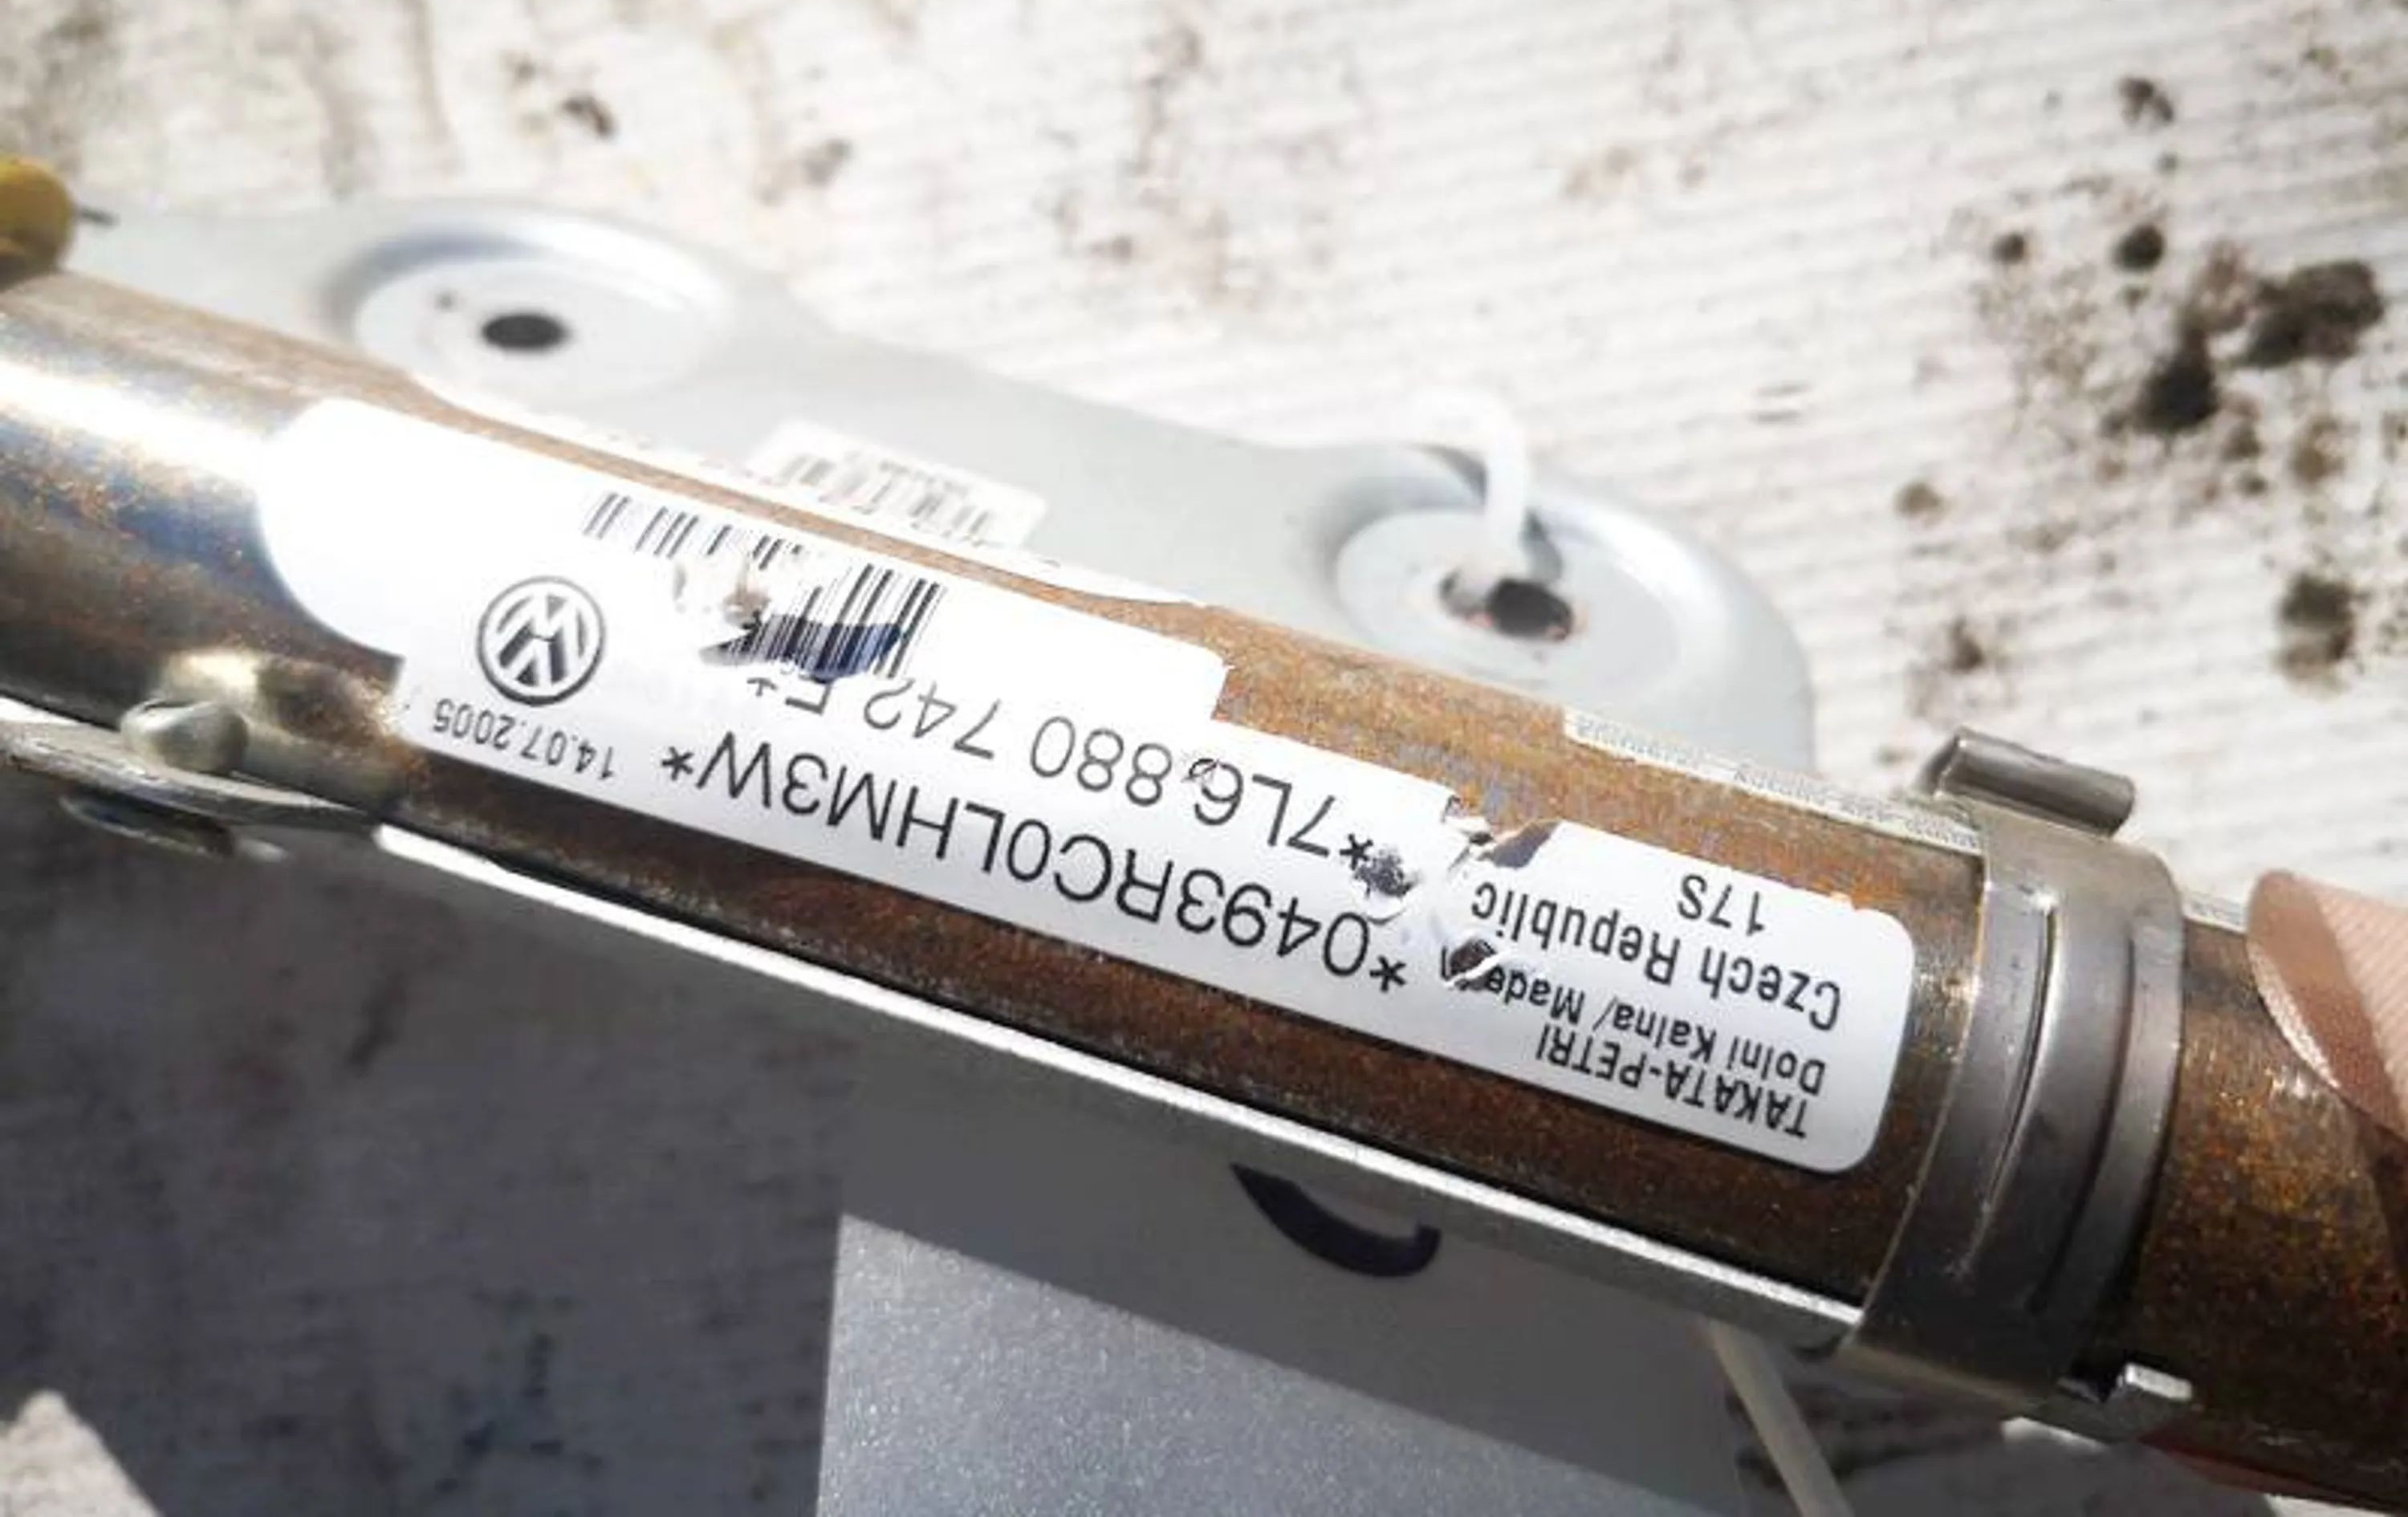 TAKATA-PETRI
Dolni Kalna/ Made
Czech Republic
17S
*0493RC0LHM3W*
*7L6 880 742 E*
14.07.2005